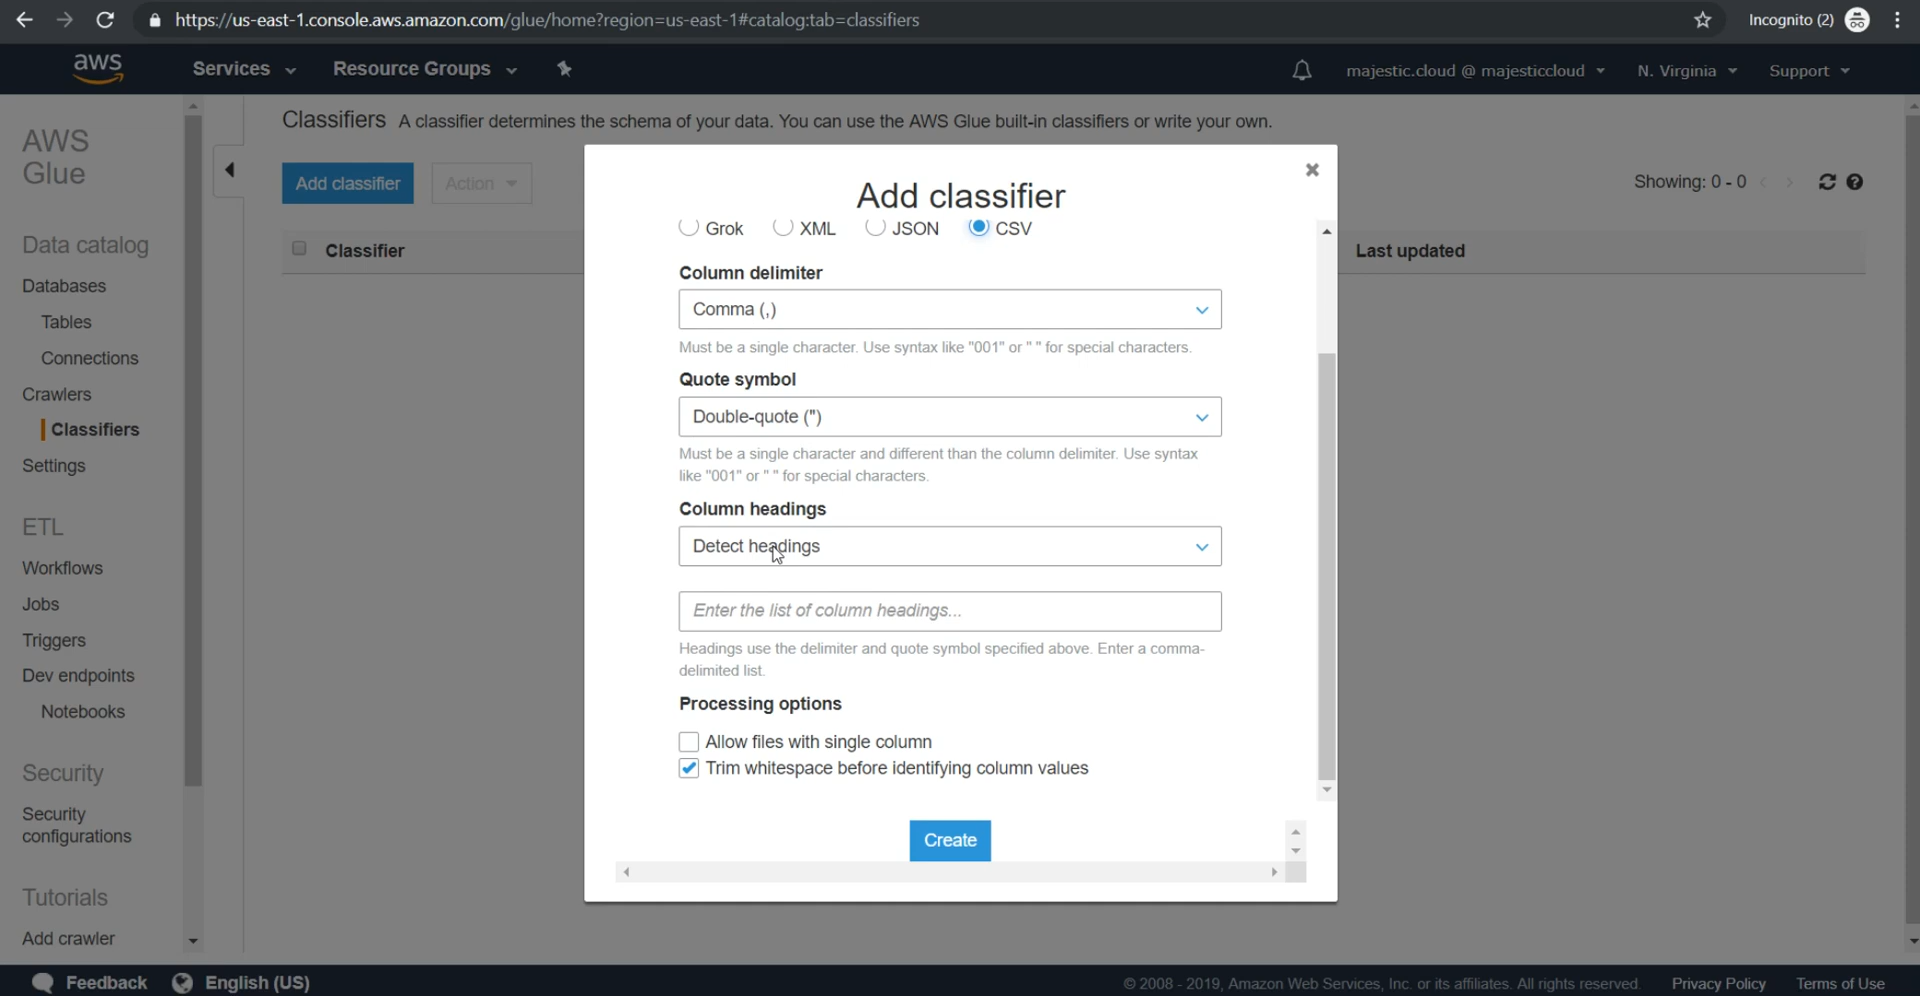 https://us-east-1.console.aws.amazon.com/glue/home?region=us-east-1#catalog:tab=classifiers
Incognito (2)
aws
Services
Resource Groups
majestic.cloud @ majesticcloud
N. Virginia
Support
AWS
Glue
Data catalog
Databases
Tables
Connections
Crawlers
Classifiers
Settings
ETL
Workflows
Jobs
Triggers
Dev endpoints
Notebooks
Security
Security
configurations
Tutorials
Add crawler
Classifiers A classifier determines the schema of your data. You can use the AWS Glue built-in classifiers or write your own.
Add classifier
Action
Showing: 0 - 0
Classifier
Last updated
Add classifier
Grok XML JSON CSV
Column delimiter
Comma (,)
Must be a single character. Use syntax like "001" or " " for special characters.
Quote symbol
Double-quote (")
Must be a single character and different than the column delimiter. Use syntax
like "001" or " " for special characters.
Column headings
Detect headings
Enter the list of column headings...
Headings use the delimiter and quote symbol specified above. Enter a comma-
delimited list.
Processing options
Allow files with single column
Trim whitespace before identifying column values
Create
Feedback
English (US)
© 2008 - 2019, Amazon Web Services, Inc. or its affiliates. All rights reserved.
Privacy Policy
Terms of Use